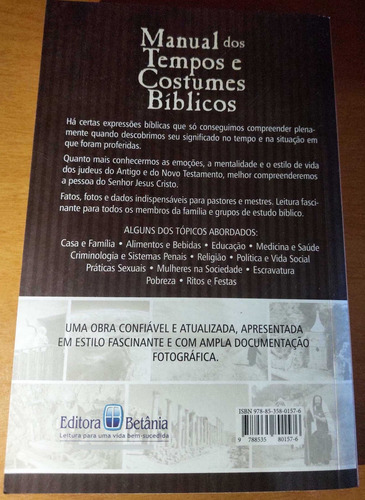 Manual dos
Tempos e
Costumes
Bíblicos
Há certas expressões bíblicas que só conseguimos compreender plena-
mente quando descobrimos seu significado no tempo e na situação em
que foram proferidas.
Quanto mais conhecermos as emoções, a mentalidade e o estilo de vida
dos judeus do Antigo e do Novo Testamento, melhor compreenderemos
a pessoa do Senhor Jesus Cristo.
Fatos, fotos e dados indispensáveis para pastores e mestres. Leitura fasci-
nante para todos os membros da família e grupos de estudo bíblico.
ALGUNS DOS TÓPICOS ABORDADOS:
Casa e Família • Alimentos e Bebidas • Educação • Medicina e Saúde
Criminologia e Sistemas Penais • Religião • Política e Vida Social
Práticas Sexuais • Mulheres na Sociedade • Escravatura
Pobreza • Ritos e Festas
UMA OBRA CONFIÁVEL E ATUALIZADA, APRESENTADA
EM ESTILO FASCINANTE E COM AMPLA DOCUMENTAÇÃO
FOTOGRÁFICA.
Editora Betânia
Leitura para uma vida bem-sucedida
ISBN 978-85-358-0157-6
9 788535 801576